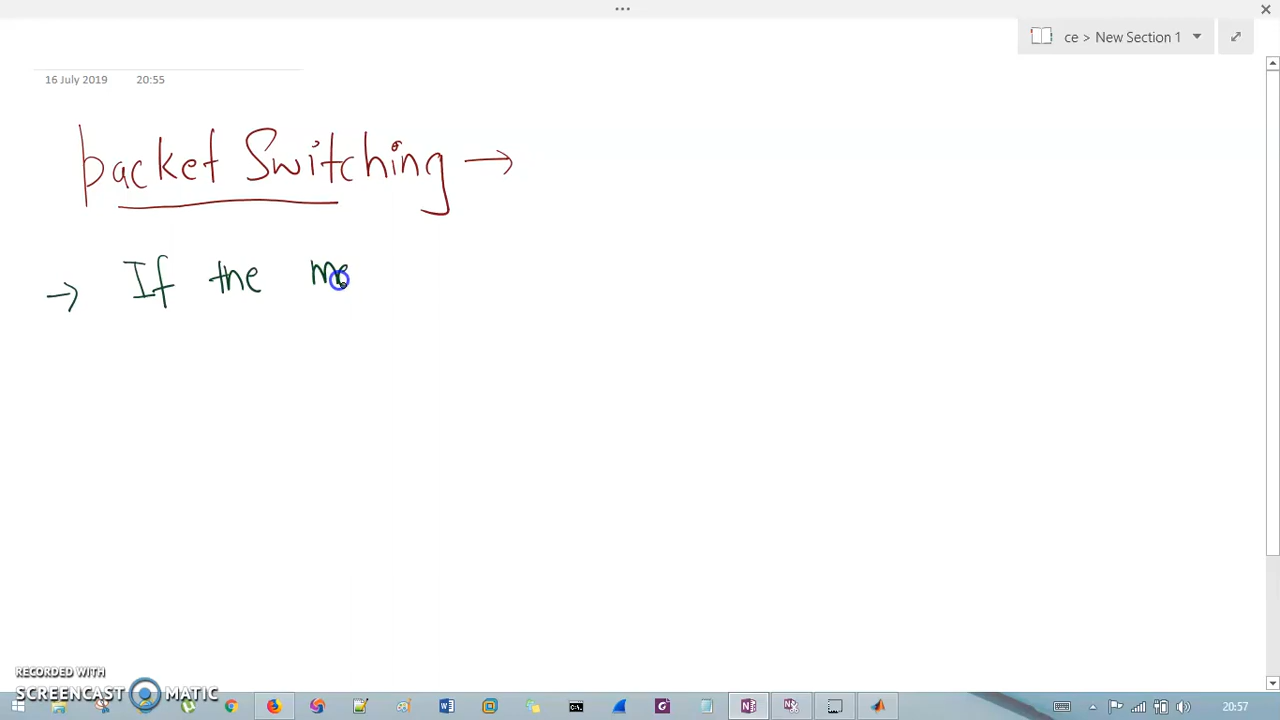 ce > New Section 1
16 July 2019 20:55
packet Switching →
→ If the me
RECORDED WITH
SCREENCAST MATIC
20:57